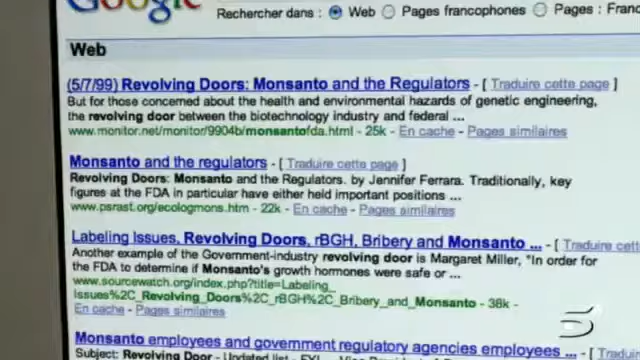 Google
Rechercher dans : Web Pages francophones Pages : Franc
Web
(5/7/99) Revolving Doors: Monsanto and the Regulators - [ Traduire cette page ]
But for those concerned about the health and environmental hazards of genetic engineering,
the revolving door between the biotechnology industry and federal ...
www.monitor.net/monitor/9904b/monsantofda.html - 25k - En cache - Pages similaires
Monsanto and the regulators - [ Traduire cette page ]
Revolving Doors: Monsanto and the Regulators. by Jennifer Ferrara. Traditionally, key
figures at the FDA in particular have either held important positions ...
www.psrast.org/ecologmons.htm - 22k - En cache - Pages similaires
Labeling Issues, Revolving Doors, rBGH, Bribery and Monsanto ... - [ Traduire cett
Another example of the Government-industry revolving door is Margaret Miller, "In order for
the FDA to determine if Monsanto's growth hormones were safe or ...
www.sourcewatch.org/index.php?title=Labeling_
Issues%2C_Revolving_Doors%2C_rBGH%2C_Bribery_and_Monsanto - 38k -
En cache - Pages similaires
Monsanto employees and government regulatory agencies employees ... - [ Tradu
Subject: Revolving Door - Updated list - FYI
5